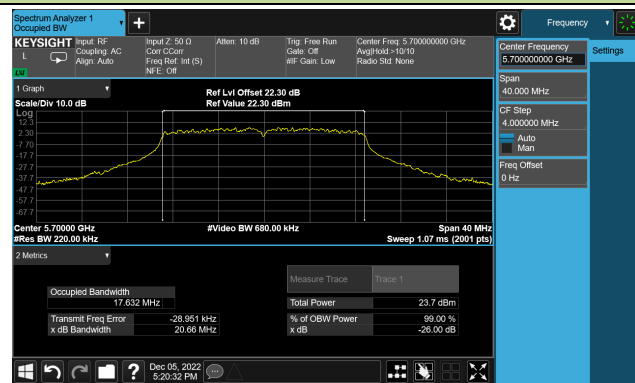 Spectrum Analyzer 1
Occupied BW
Frequency
KEYSIGHT
L
Input: RF
Coupling: AC
Align: Auto
Input Z: 50 Ω
Corr CCorr
Freq Ref: Int (S)
NFE: Off
Atten: 10 dB
Trig: Free Run
Gate: Off
#IF Gain: Low
Center Freq: 5.700000000 GHz
Avg|Hold:>10/10
Radio Std: None
Center Frequency
5.700000000 GHz
Settings
Span
40.000 MHz
CF Step
4.000000 MHz
Auto
Man
Freq Offset
0 Hz
1 Graph
Scale/Div 10.0 dB
Ref Lvl Offset 22.30 dB
Ref Value 22.30 dBm
Log
12.3
2.30
-7.70
-17.7
-27.7
-37.7
-47.7
-57.7
-67.7
Center 5.70000 GHz
#Video BW 680.00 kHz
Span 40 MHz
#Res BW 220.00 kHz
Sweep 1.07 ms (2001 pts)
2 Metrics
Measure Trace
Trace 1
Occupied Bandwidth
17.632 MHz
Total Power
23.7 dBm
Transmit Freq Error
-28.951 kHz
% of OBW Power
99.00 %
x dB Bandwidth
20.66 MHz
x dB
-26.00 dB
?
Dec 05, 2022
5:20:32 PM